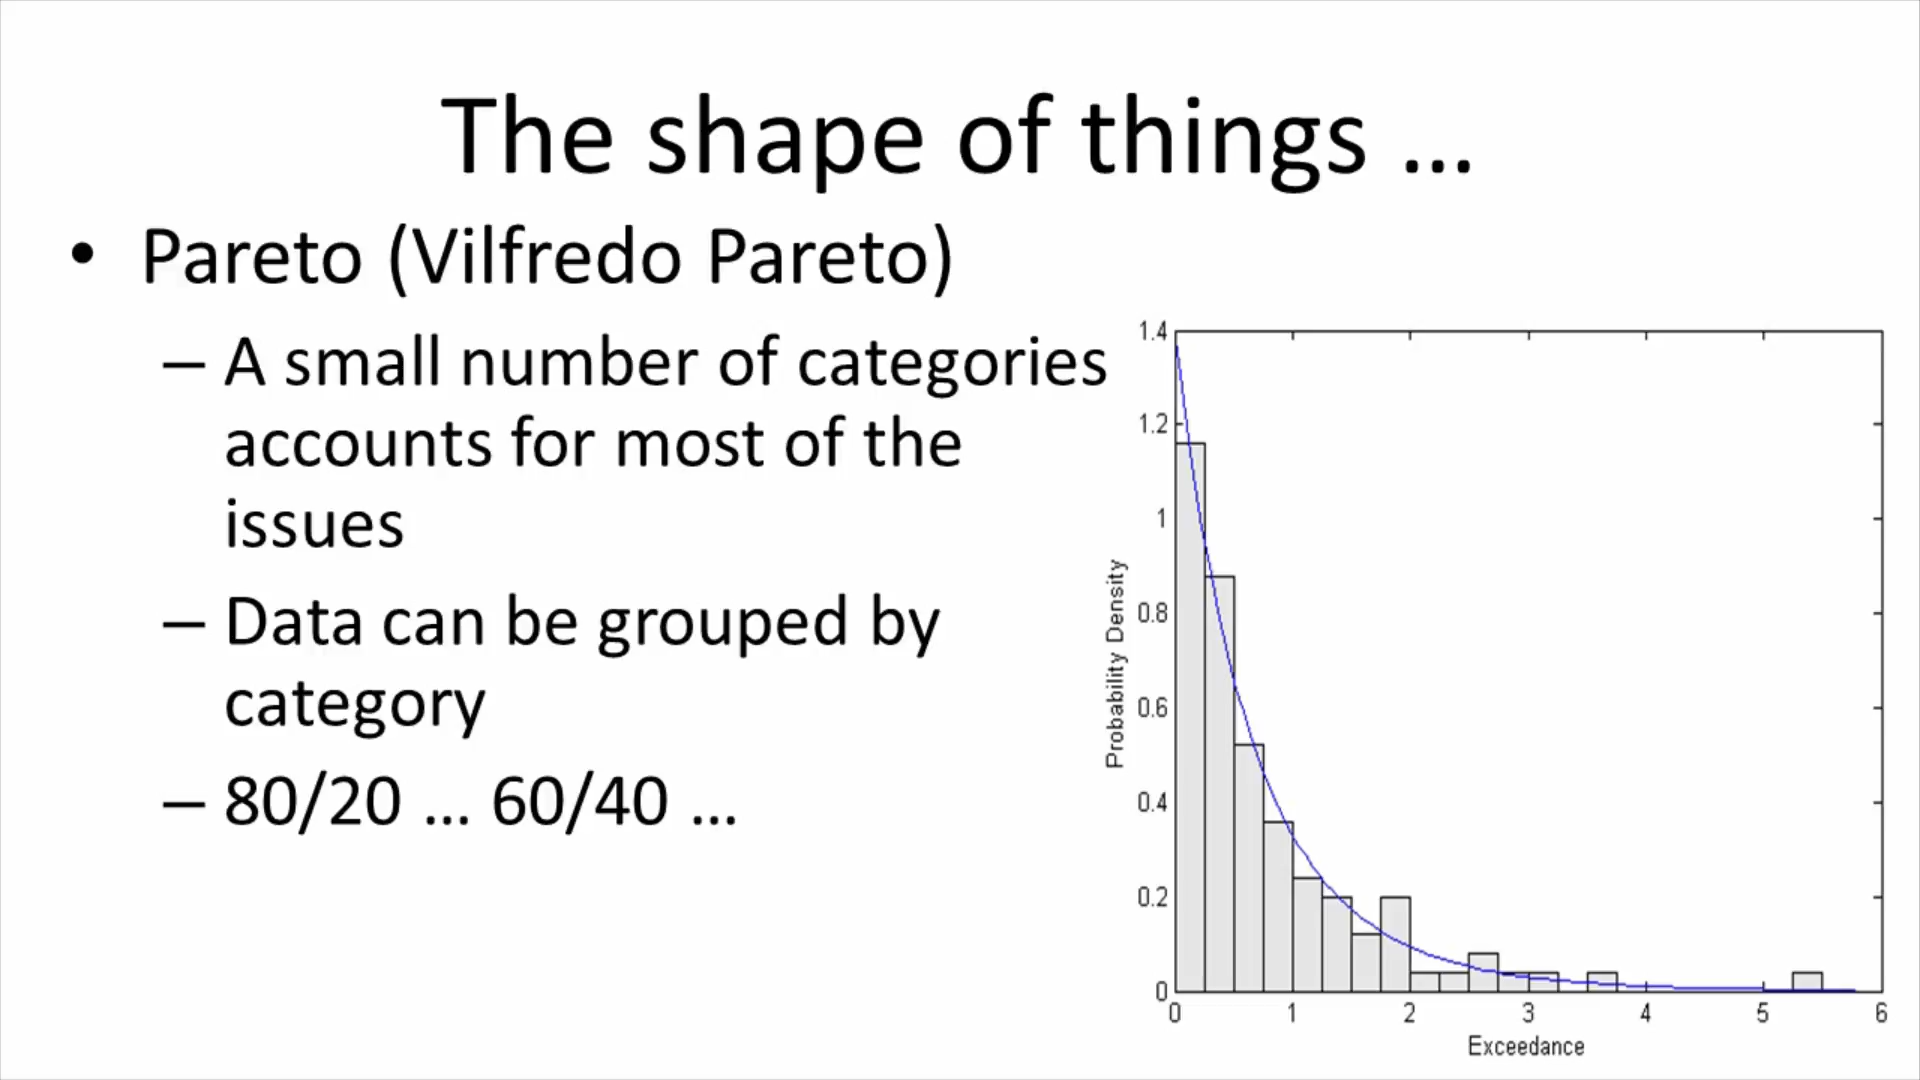 The shape of things ...
• Pareto (Vilfredo Pareto)
– A small number of categories
accounts for most of the
issues
– Data can be grouped by
category
– 80/20 ... 60/40 ...
1.4
1.2
1
0.8
0.6
0.4
0.2
0
Probability Density
0 1 2 3 4 5 6
Exceedance